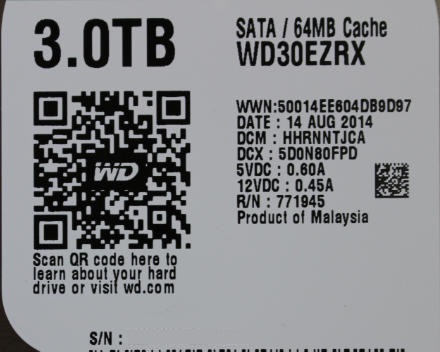 3.0TB
SATA / 64MB Cache
WD30EZRX
WWN:50014EE604DB9D97
DATE : 14 AUG 2014
DCM : HHRNNTJCA
DCX : 5D0N80FPD
5VDC : 0.60A
12VDC : 0.45A
R/N : 771945
Product of Malaysia
WD
Scan QR code here to
learn about your hard
drive or visit wd.com
S/N :